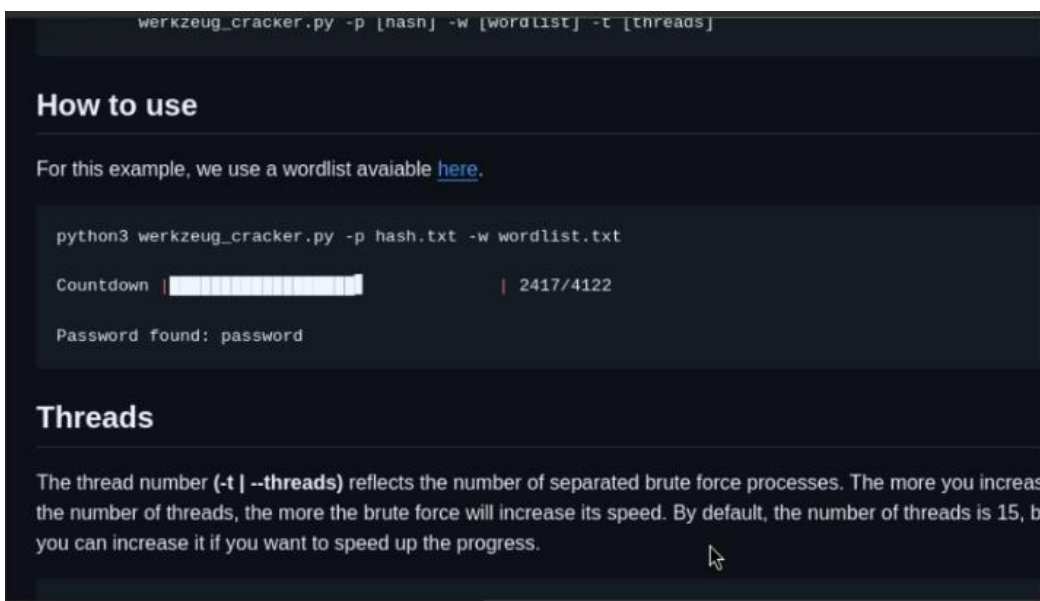 werkzeug_cracker.py -p [hash] -w [wordlist] -t [threads]
How to use
For this example, we use a wordlist avaiable here.
python3 werkzeug_cracker.py -p hash.txt -w wordlist.txt
Countdown | | 2417/4122
Password found: password
Threads
The thread number (-t | --threads) reflects the number of separated brute force processes. The more you increas
the number of threads, the more the brute force will increase its speed. By default, the number of threads is 15, b
you can increase it if you want to speed up the progress.